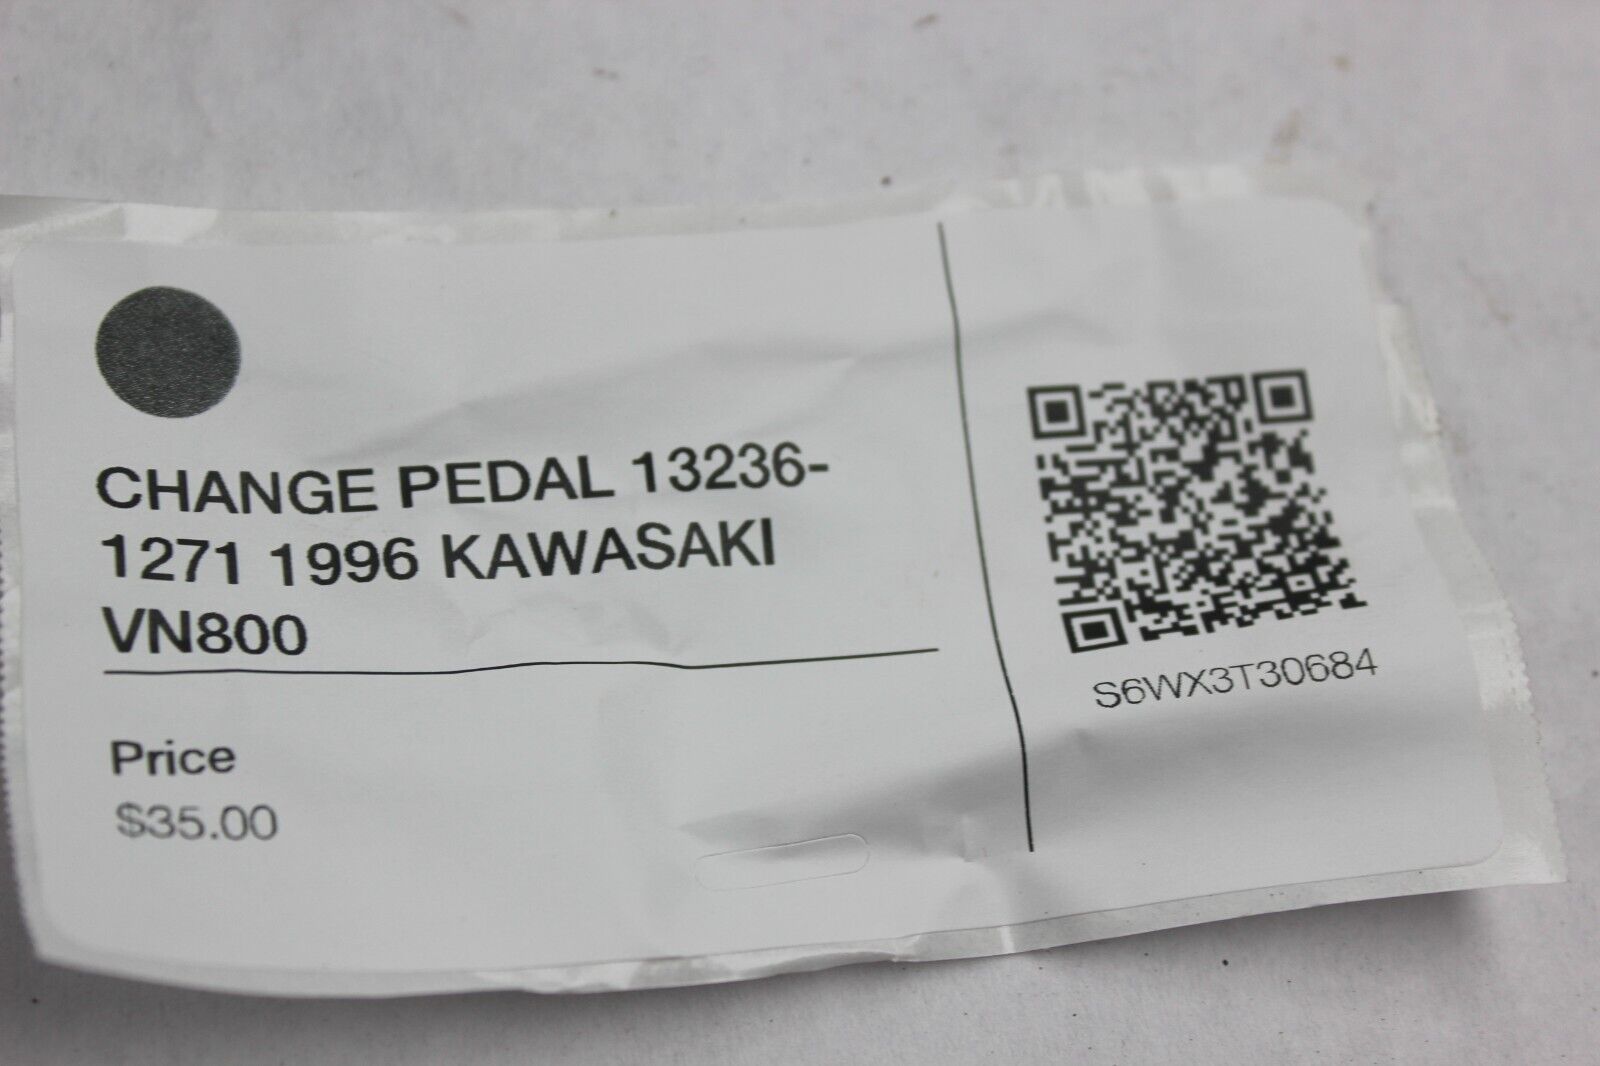 CHANGE PEDAL 13236-
1271 1996 KAWASAKI
VN800
Price
$35.00
S6WX3T30684